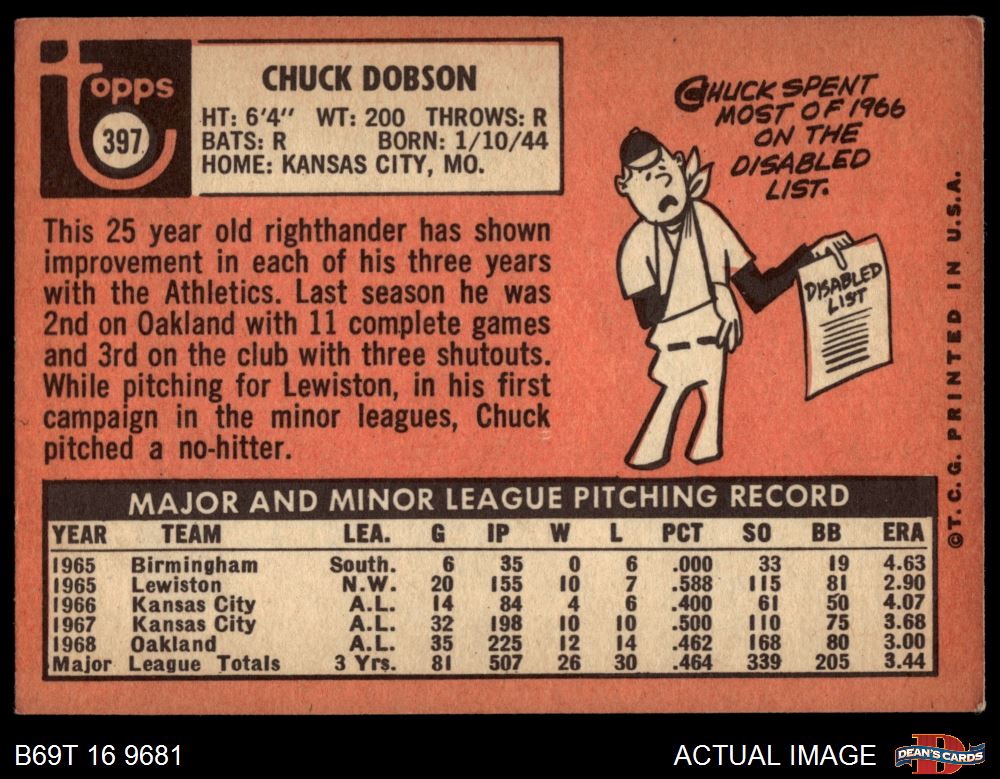 Topps
397
CHUCK DOBSON
HT: 6'4" WT: 200 THROWS: R
BATS: R BORN: 1/10/44
HOME: KANSAS CITY, MO.
This 25 year old righthander has shown
improvement in each of his three years
with the Athletics. Last season he was
2nd on Oakland with 11 complete games
and 3rd on the club with three shutouts.
While pitching for Lewiston, in his first
campaign in the minor leagues, Chuck
pitched a no-hitter.
CHUCK SPENT
MOST OF 1966
ON THE
DISABLED
LIST.
DISABLED
LIST
©T.C.G. PRINTED IN U.S.A.
MAJOR AND MINOR LEAGUE PITCHING RECORD
YEAR TEAM LEA. G IP W L PCT SO BB ERA
1965 Birmingham South. 6 35 0 6 .000 33 19 4.63
1965 Lewiston N.W. 20 155 10 7 .588 115 81 2.90
1966 Kansas City A.L. 14 84 4 6 .400 61 50 4.07
1967 Kansas City A.L. 32 198 10 10 .500 110 75 3.68
1968 Oakland A.L. 35 225 12 14 .462 168 80 3.00
Major League Totals 3 Yrs. 81 507 26 30 .464 339 205 3.44
B69T 16 9681
ACTUAL IMAGE
D
DEAN'S CARDS